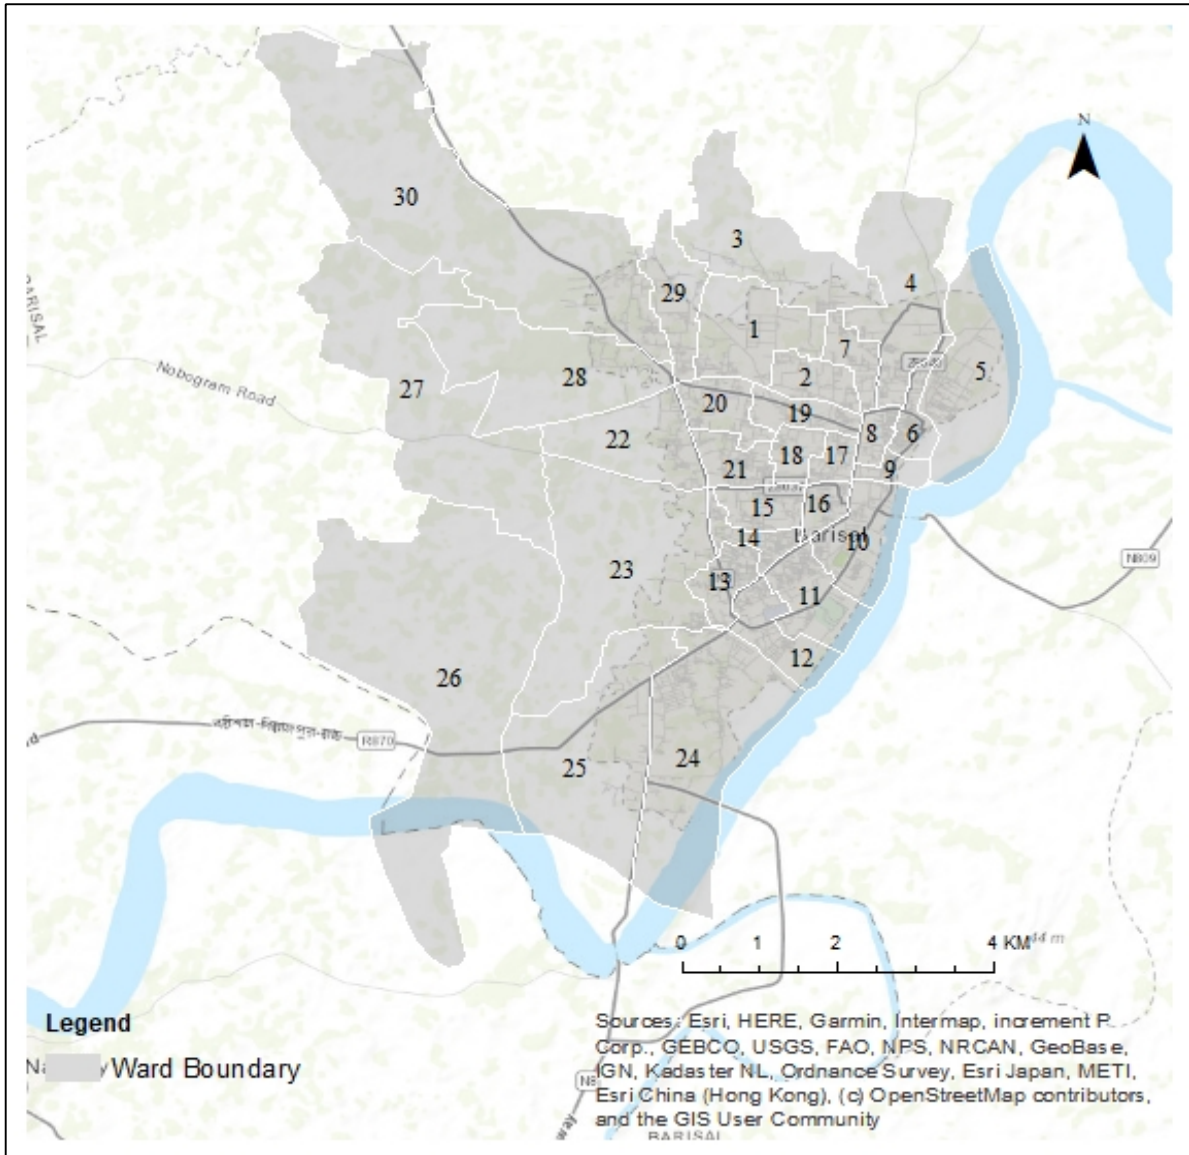 N
30
3
4
29
1
7
5
BARISAL
Nobogram Road
27
28
2
20
19
8
6
22
21
18
17
9
15
16
14
Barisal
10
N809
23
13
11
12
26
R870
24
25
0 1 2 4 KM
44 m
Legend
Ward Boundary
Sources: Esri, HERE, Garmin, Intermap, increment P
Corp., GEBCO, USGS, FAO, NPS, NRCAN, GeoBase,
IGN, Kadaster NL, Ordnance Survey, Esri Japan, METI,
Esri China (Hong Kong), (c) OpenStreetMap contributors,
and the GIS User Community
BARISAL